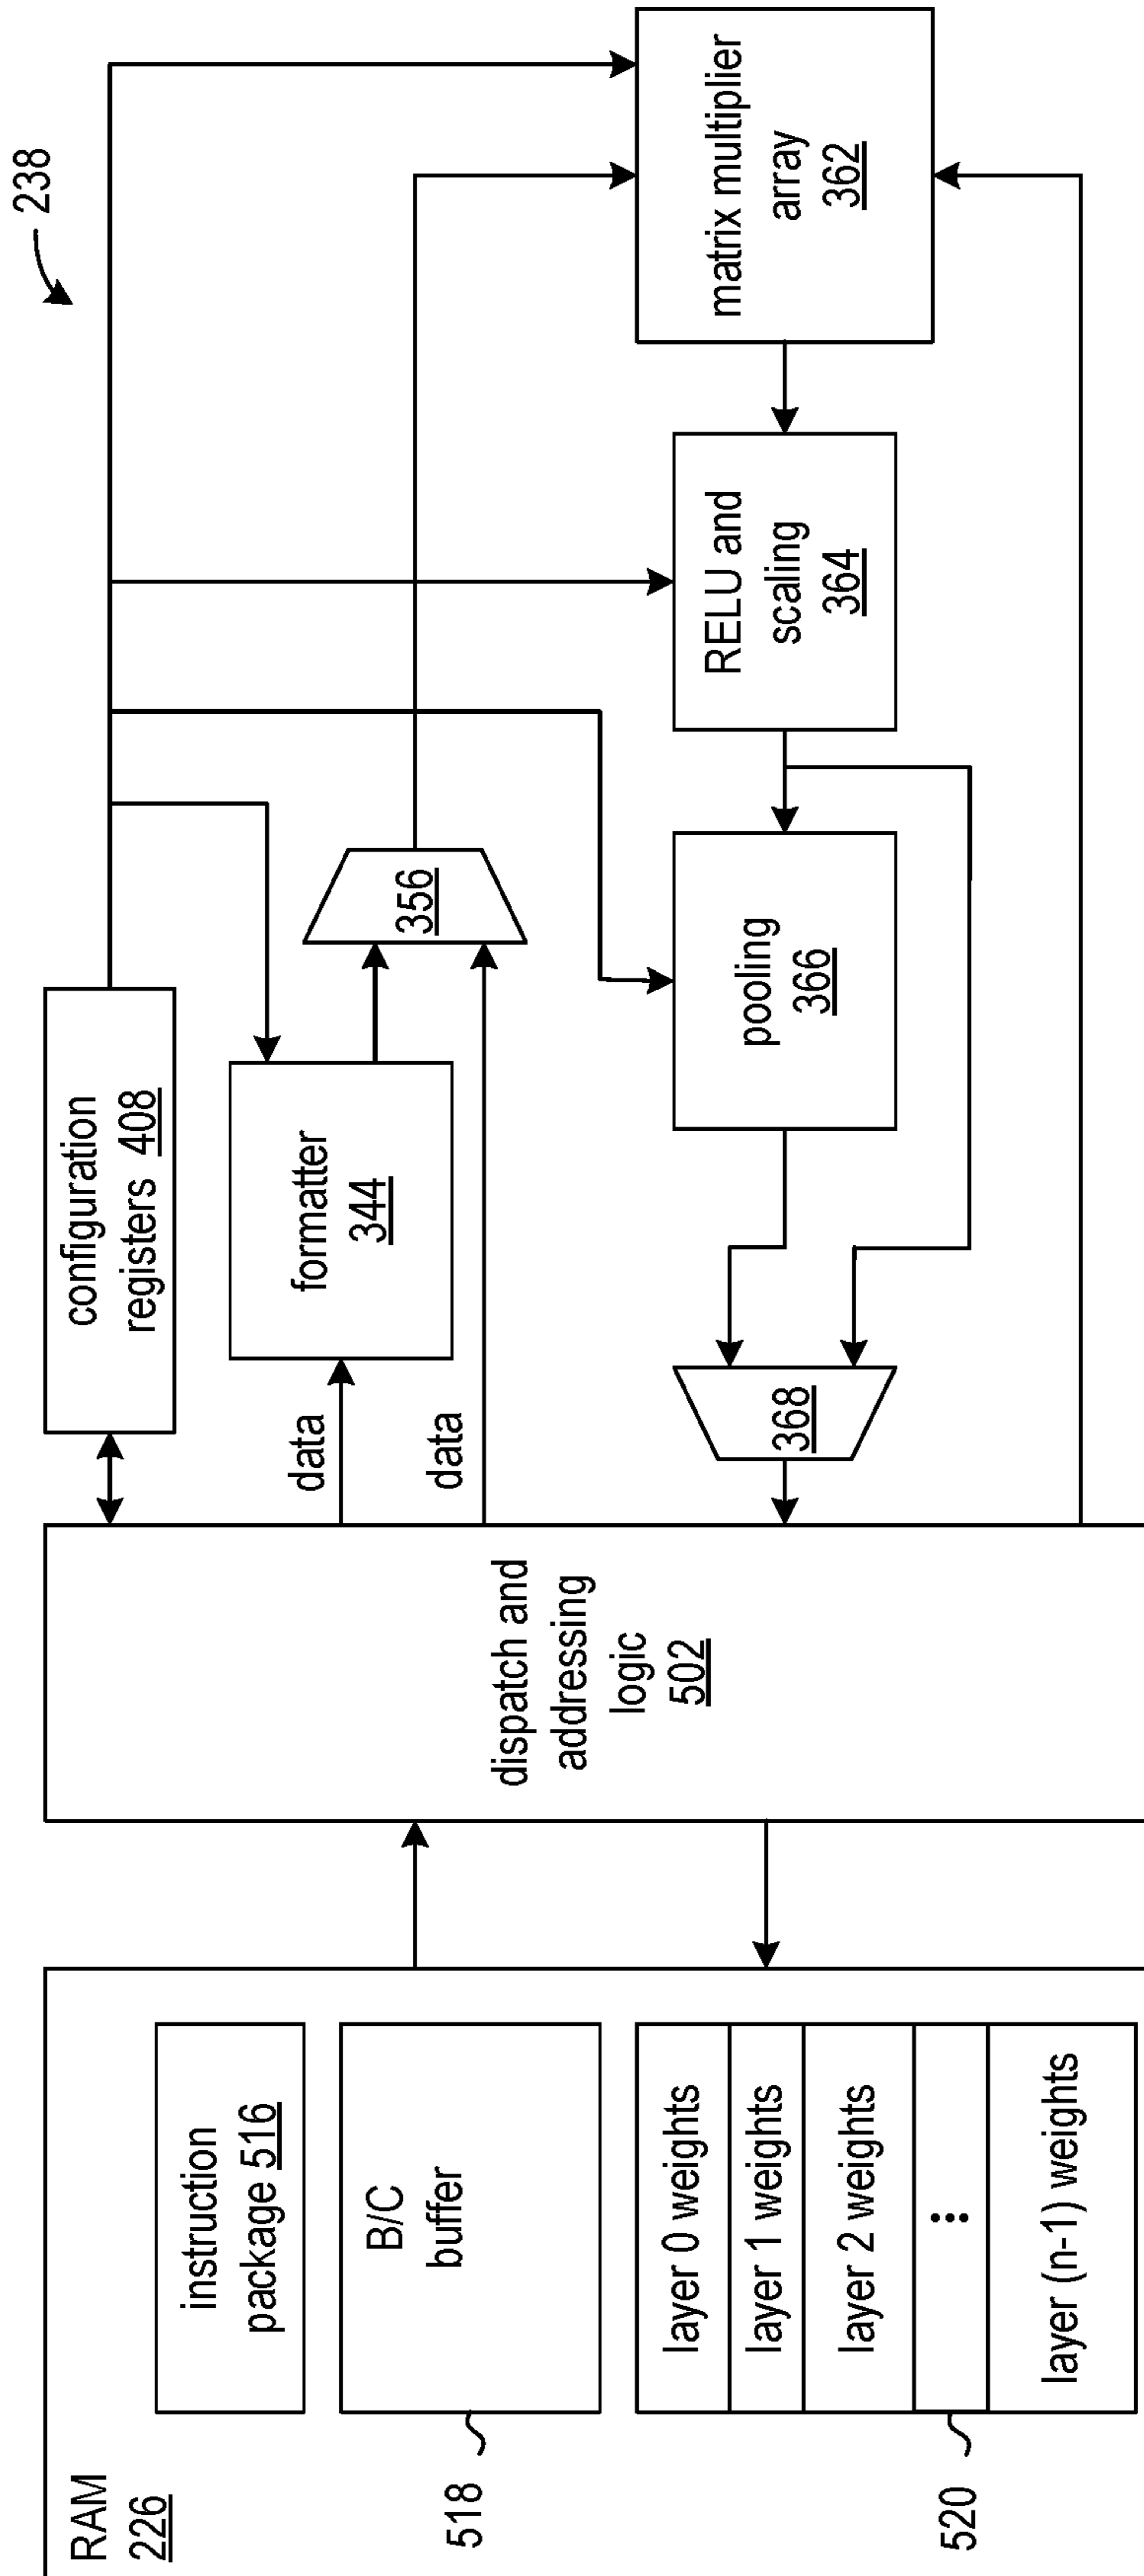 238
RAM
226
instruction
package 516
B/C
buffer
518
layer 0 weights
layer 1 weights
layer 2 weights
...
layer (n-1) weights
520
dispatch and
addressing
logic
502
configuration
registers 408
data
data
formatter
344
356
368
pooling
366
RELU and
scaling
364
matrix multiplier
array
362